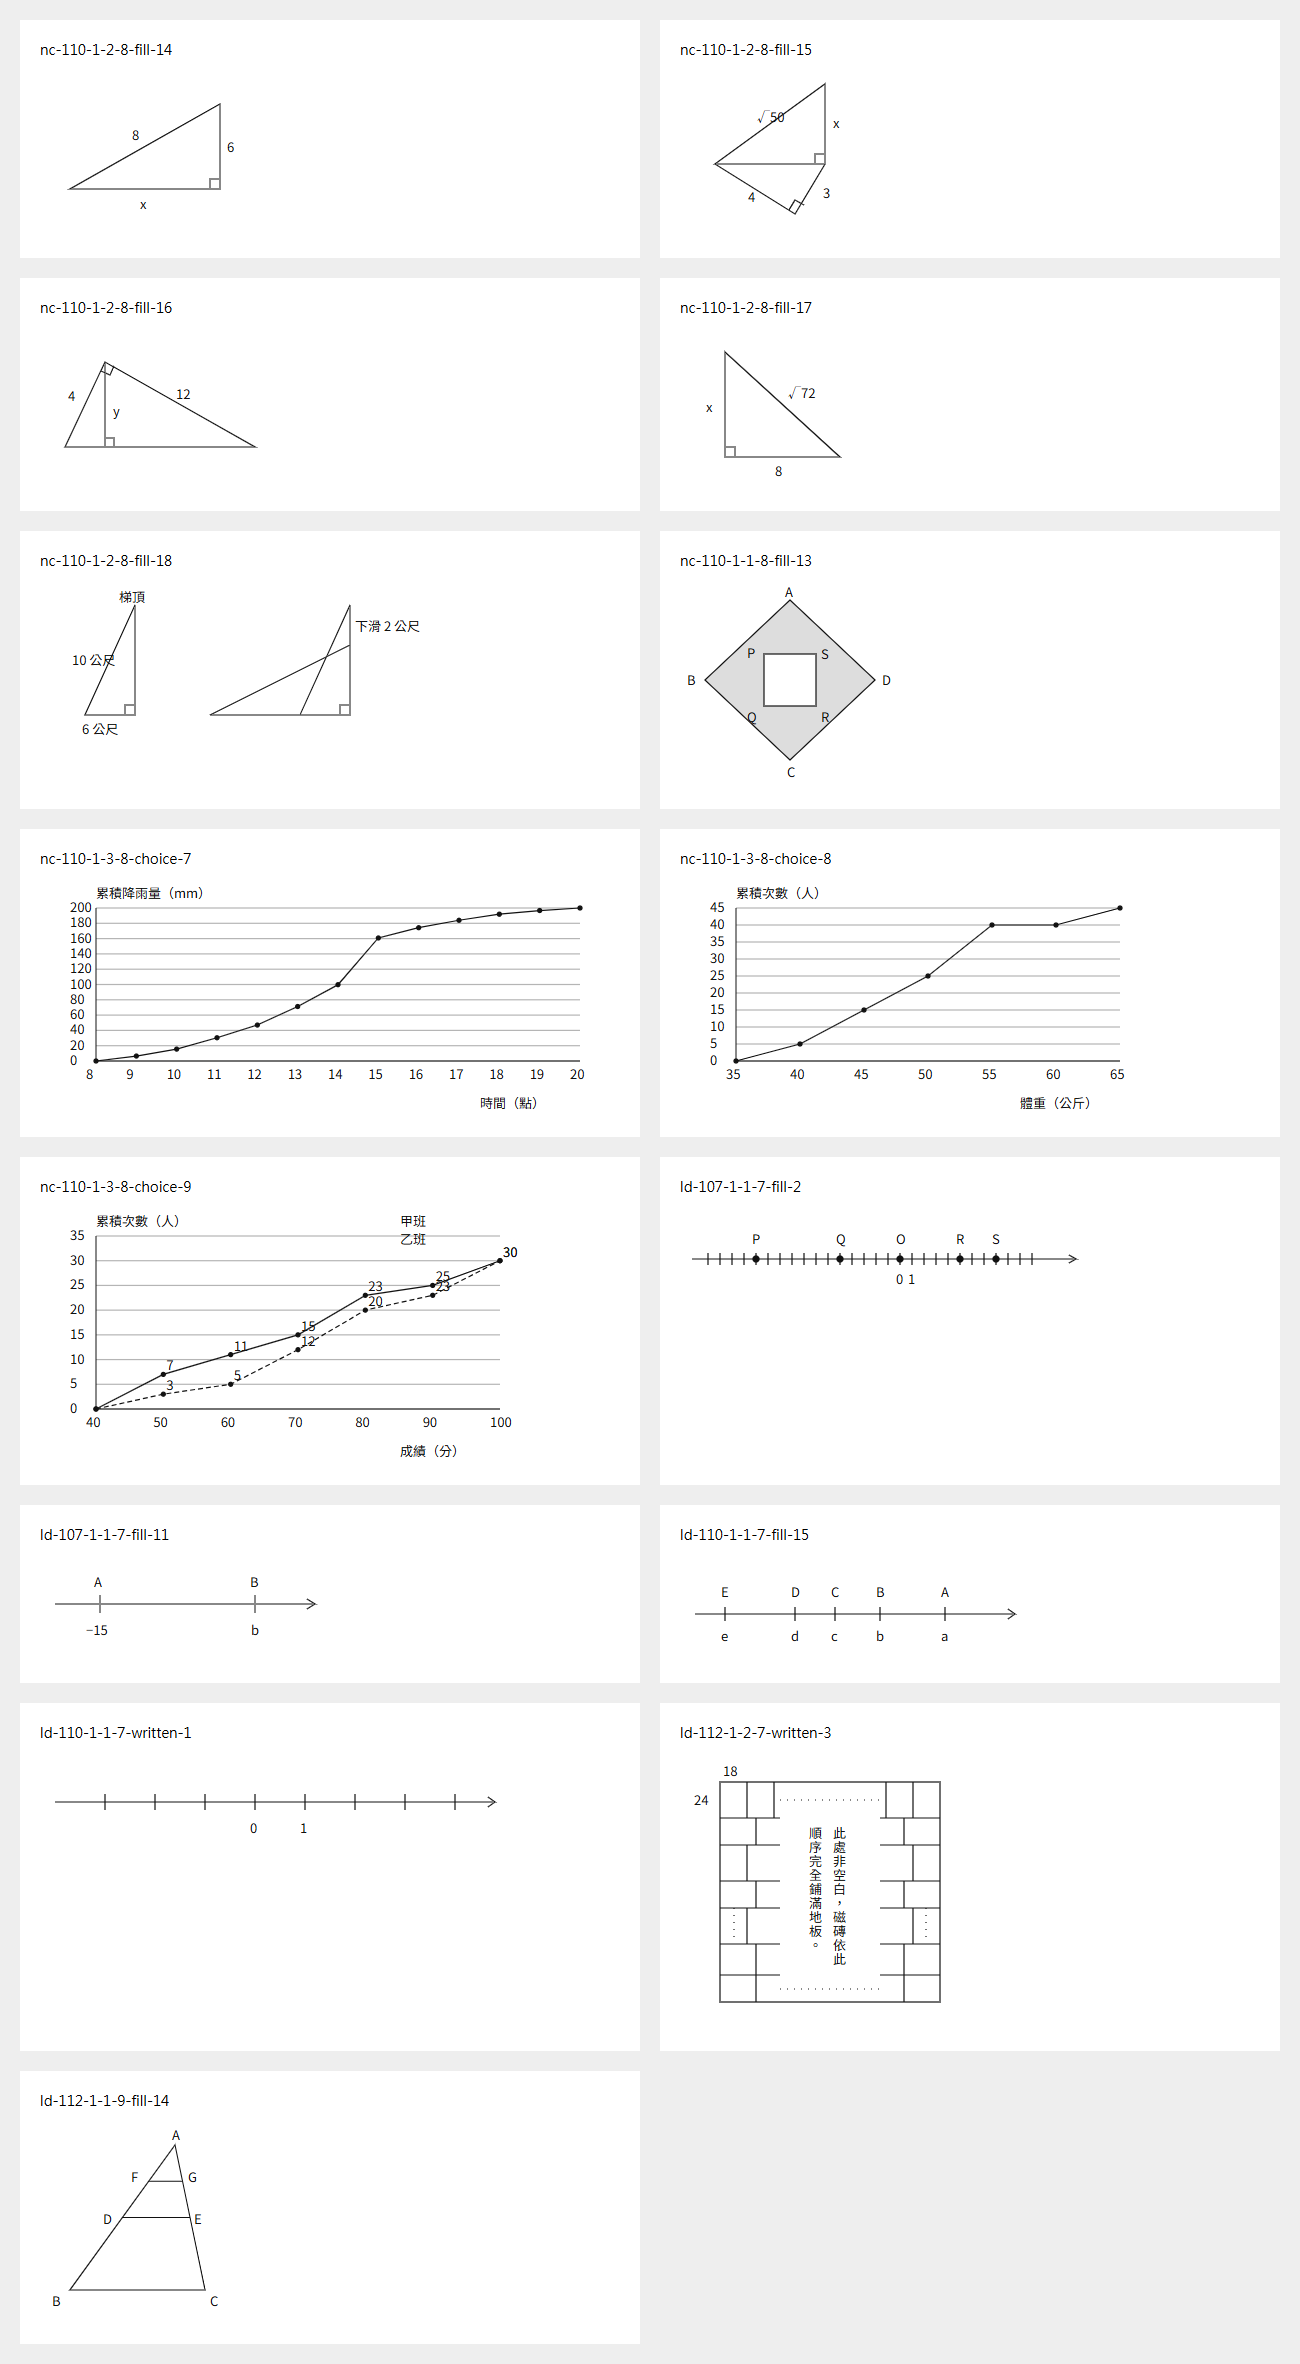 nc-110-1-2-8-fill-14
8
6
x
nc-110-1-2-8-fill-15
√50
x
4
3
nc-110-1-2-8-fill-16
4
12
y
nc-110-1-2-8-fill-17
x
√72
8
nc-110-1-2-8-fill-18
梯頂
10 公尺
6 公尺
下滑 2 公尺
nc-110-1-1-8-fill-13
A
P
S
B
D
Q
R
C
nc-110-1-3-8-choice-7
累積降雨量（mm）
200
180
160
140
120
100
80
60
40
20
0
8 9 10 11 12 13 14 15 16 17 18 19 20
時間（點）
nc-110-1-3-8-choice-8
累積次數（人）
45
40
35
30
25
20
15
10
5
0
35 40 45 50 55 60 65
體重（公斤）
nc-110-1-3-8-choice-9
累積次數（人）
甲班
乙班
35
30
25
20
15
10
5
0
7 11 15 23 25 30
3 5 12 20 23
40 50 60 70 80 90 100
成績（分）
ld-107-1-1-7-fill-2
P Q O R S
0 1
ld-107-1-1-7-fill-11
A B
−15 b
ld-110-1-1-7-fill-15
E D C B A
e d c b a
ld-110-1-1-7-written-1
0 1
ld-112-1-2-7-written-3
18
24
此處非空白，磁磚依此
順序完全鋪滿地板。
ld-112-1-1-9-fill-14
A
F G
D E
B C